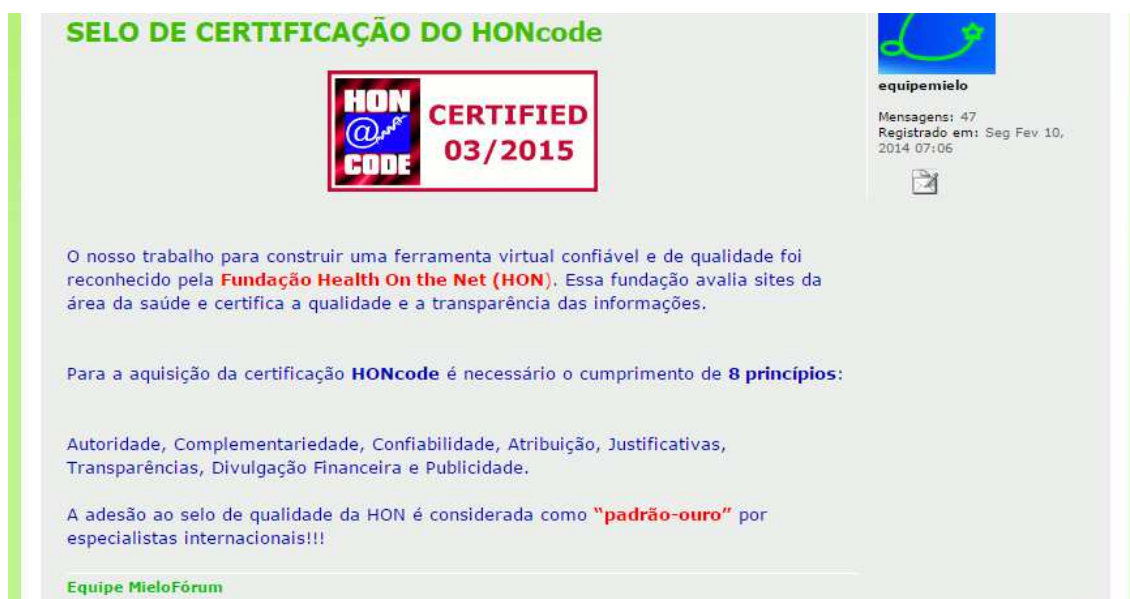 SELO DE CERTIFICAÇÃO DO HONcode
HON
@
CODE
CERTIFIED
03/2015
equipemielo
Mensagens: 47
Registrado em: Seg Fev 10,
2014 07:06
O nosso trabalho para construir uma ferramenta virtual confiável e de qualidade foi
reconhecido pela Fundação Health On the Net (HON). Essa fundação avalia sites da
área da saúde e certifica a qualidade e a transparência das informações.
Para a aquisição da certificação HONcode é necessário o cumprimento de 8 princípios:
Autoridade, Complementariedade, Confiabilidade, Atribuição, Justificativas,
Transparências, Divulgação Financeira e Publicidade.
A adesão ao selo de qualidade da HON é considerada como “padrão-ouro” por
especialistas internacionais!!!
Equipe MieloFórum